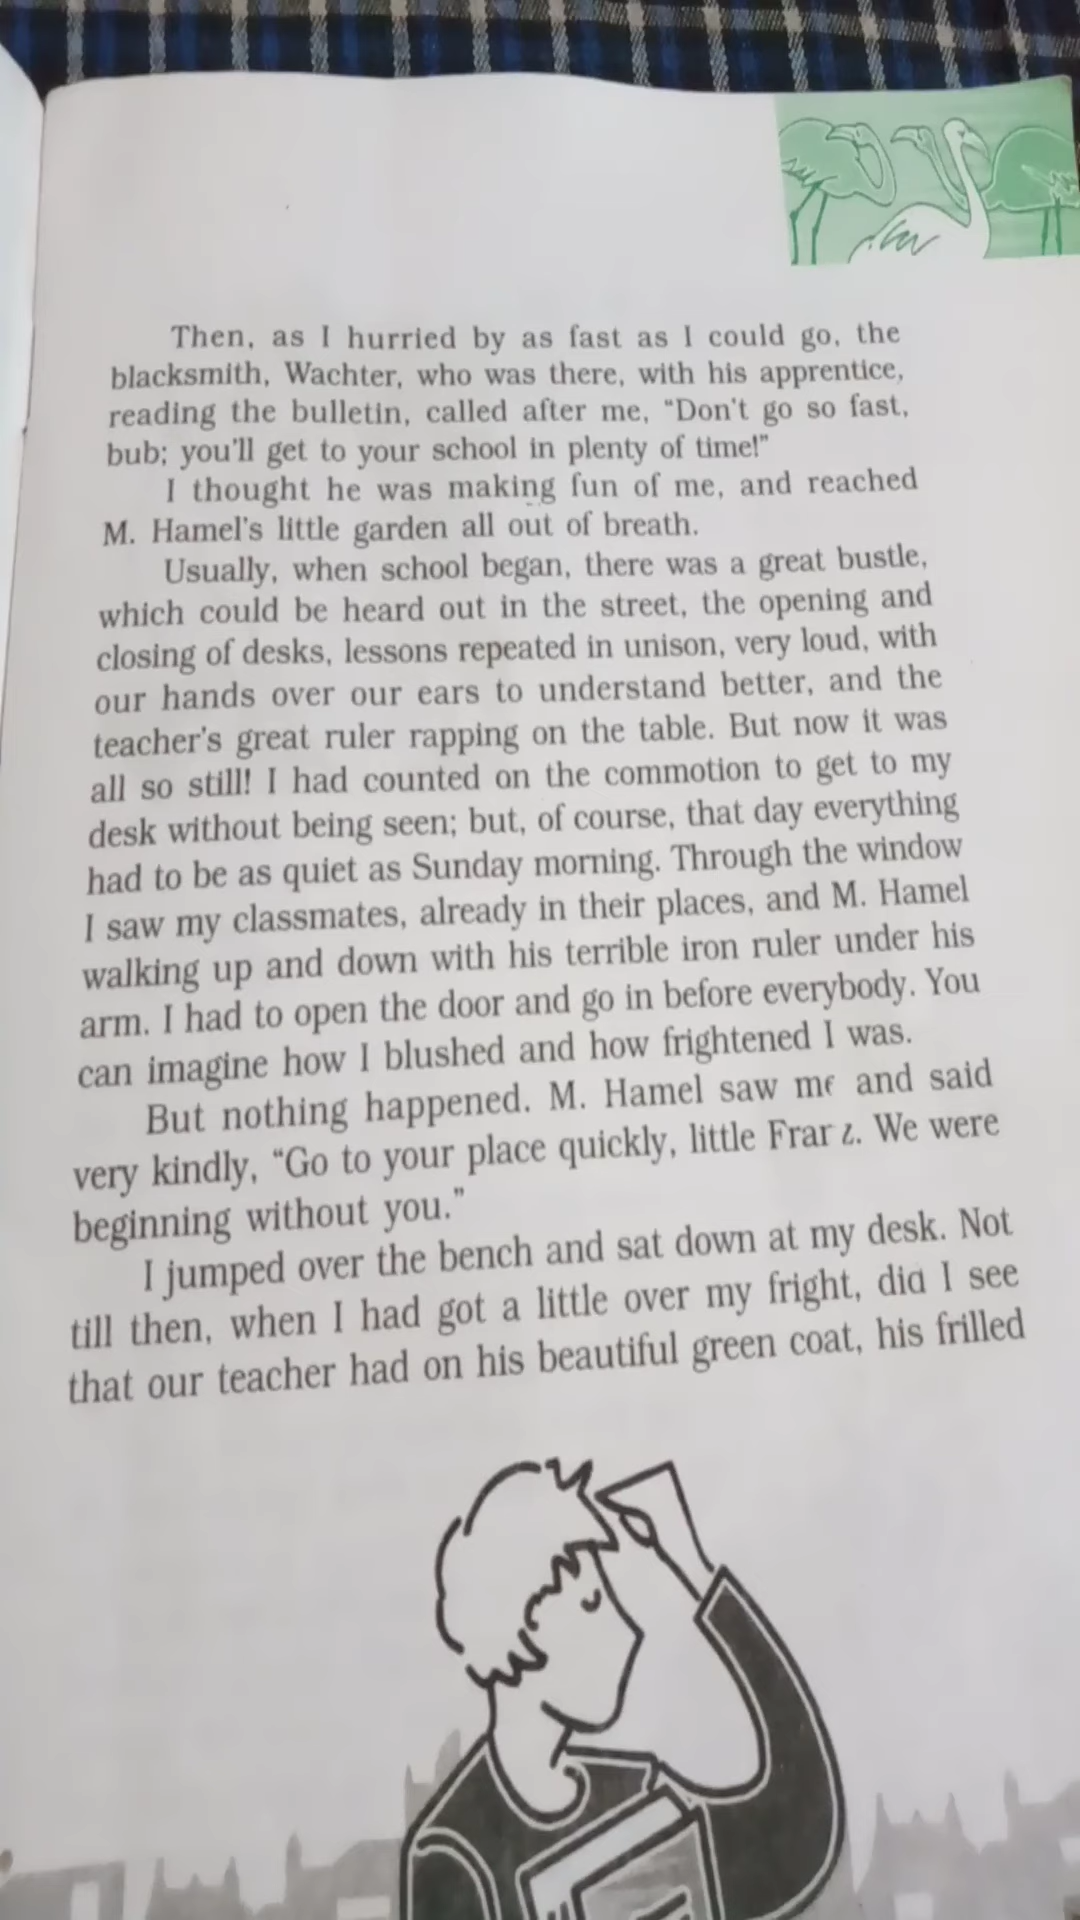 Then, as I hurried by as fast as I could go, the
blacksmith, Wachter, who was there, with his apprentice,
reading the bulletin, called after me, “Don't go so fast,
bub; you'll get to your school in plenty of time!”
I thought he was making fun of me, and reached
M. Hamel's little garden all out of breath.
Usually, when school began, there was a great bustle,
which could be heard out in the street, the opening and
closing of desks, lessons repeated in unison, very loud, with
our hands over our ears to understand better, and the
teacher's great ruler rapping on the table. But now it was
all so still! I had counted on the commotion to get to my
desk without being seen; but, of course, that day everything
had to be as quiet as Sunday morning. Through the window
I saw my classmates, already in their places, and M. Hamel
walking up and down with his terrible iron ruler under his
arm. I had to open the door and go in before everybody. You
can imagine how I blushed and how frightened I was.
But nothing happened. M. Hamel saw me and said
very kindly, “Go to your place quickly, little Franz. We were
beginning without you.”
I jumped over the bench and sat down at my desk. Not
till then, when I had got a little over my fright, did I see
that our teacher had on his beautiful green coat, his frilled